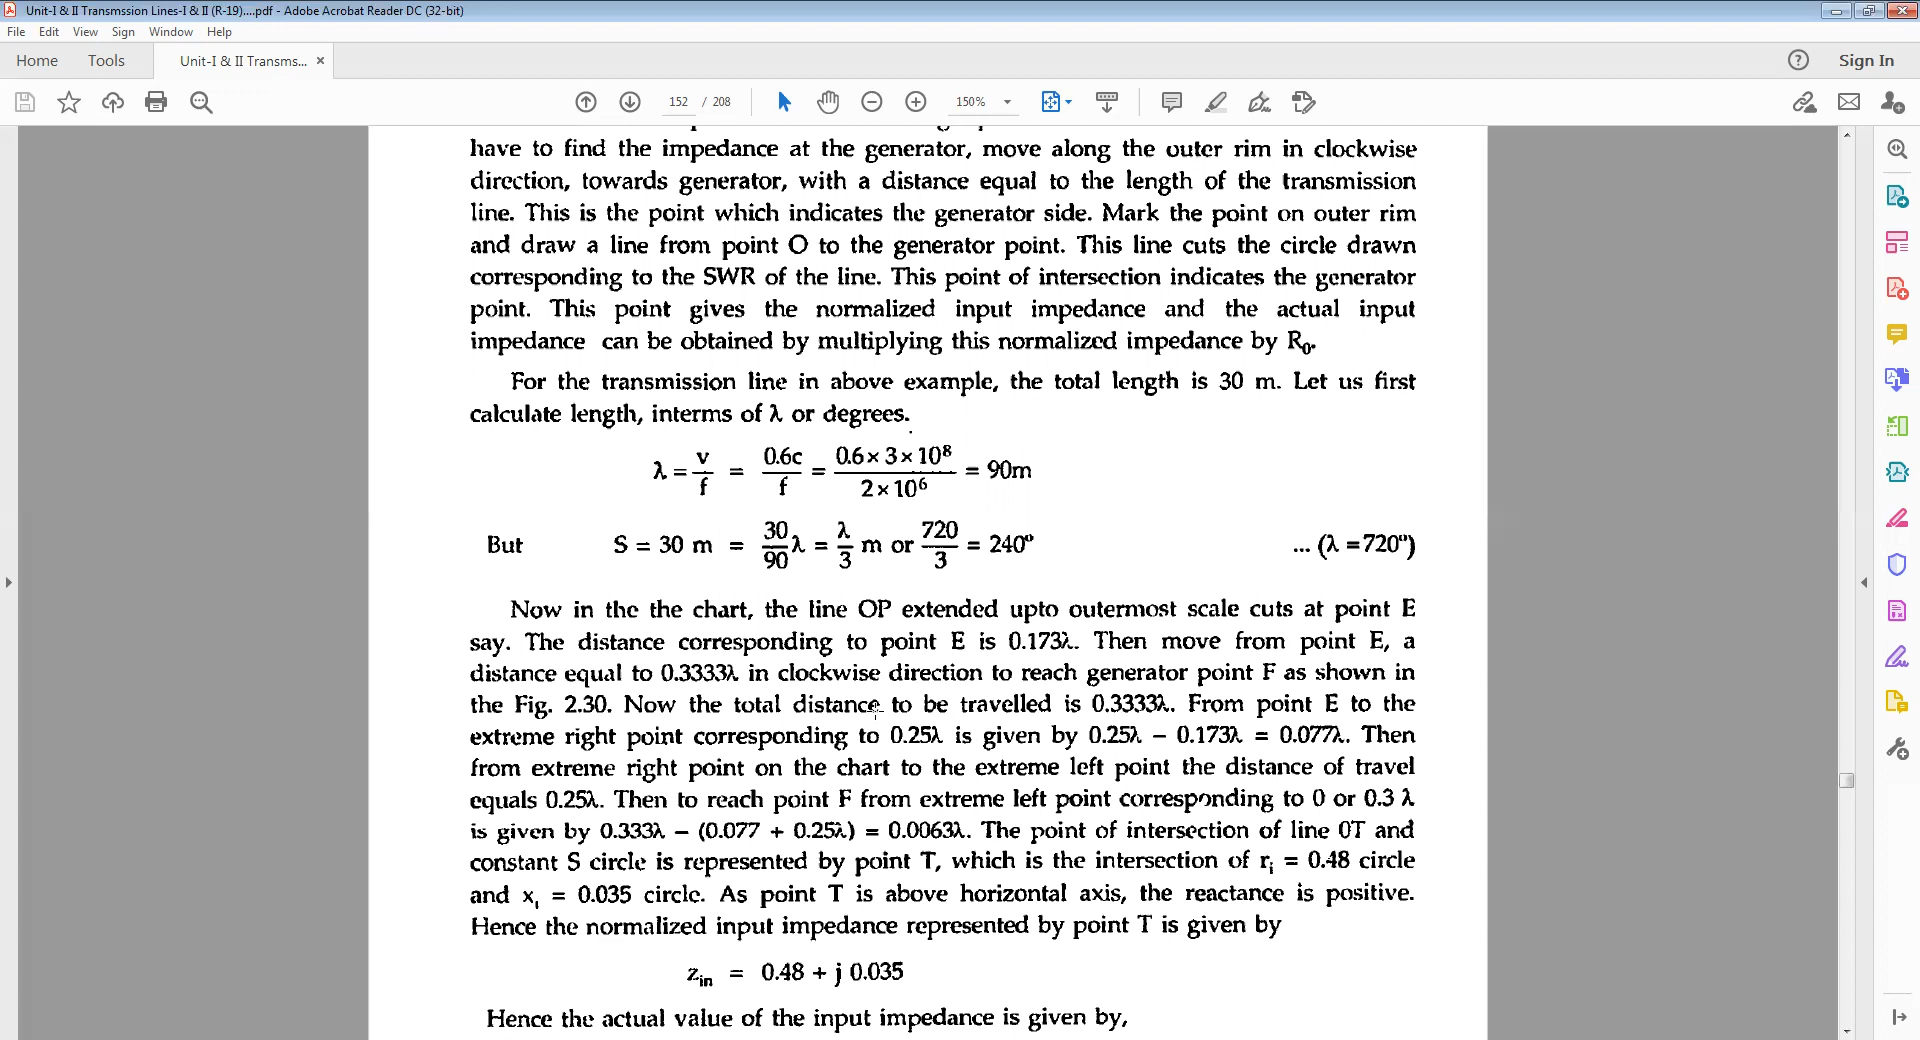 Unit-I & II Transmssion Lines-I & II (R-19)....pdf - Adobe Acrobat Reader DC (32-bit)
File Edit View Sign Window Help
Home Tools Unit-I & II Transms... × Sign In
152 / 208 150%
have to find the impedance at the generator, move along the outer rim in clockwise
direction, towards generator, with a distance equal to the length of the transmission
line. This is the point which indicates the generator side. Mark the point on outer rim
and draw a line from point O to the generator point. This line cuts the circle drawn
corresponding to the SWR of the line. This point of intersection indicates the generator
point. This point gives the normalized input impedance and the actual input
impedance can be obtained by multiplying this normalized impedance by R₀.
For the transmission line in above example, the total length is 30 m. Let us first
calculate length, interms of λ or degrees.
λ = v/f = 0.6c/f = 0.6 × 3 × 10⁸ / 2 × 10⁶ = 90m
But S = 30 m = 30/90 λ = λ/3 m or 720/3 = 240° ... (λ = 720°)
Now in the the chart, the line OP extended upto outermost scale cuts at point E
say. The distance corresponding to point E is 0.173λ. Then move from point E, a
distance equal to 0.3333λ in clockwise direction to reach generator point F as shown in
the Fig. 2.30. Now the total distance to be travelled is 0.3333λ. From point E to the
extreme right point corresponding to 0.25λ is given by 0.25λ − 0.173λ = 0.077λ. Then
from extreme right point on the chart to the extreme left point the distance of travel
equals 0.25λ. Then to reach point F from extreme left point corresponding to 0 or 0.3 λ
is given by 0.333λ − (0.077 + 0.25λ) = 0.0063λ. The point of intersection of line 0T and
constant S circle is represented by point T, which is the intersection of rᵢ = 0.48 circle
and xᵢ = 0.035 circle. As point T is above horizontal axis, the reactance is positive.
Hence the normalized input impedance represented by point T is given by
zᵢₙ = 0.48 + j 0.035
Hence the actual value of the input impedance is given by,